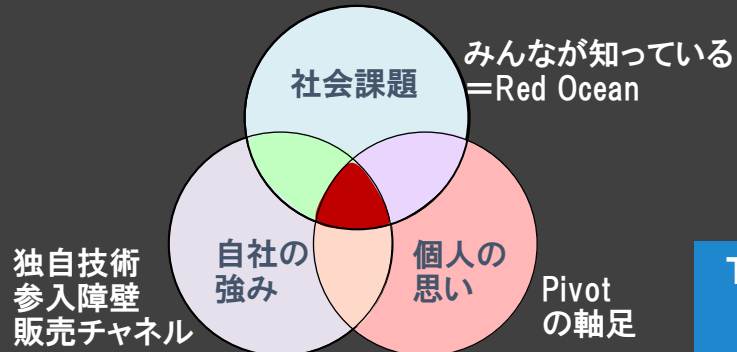 社会課題
みんなが知っている
＝Red Ocean
自社の
強み
個人の
思い
独自技術
参入障壁
販売チャネル
Pivot
の軸足
T